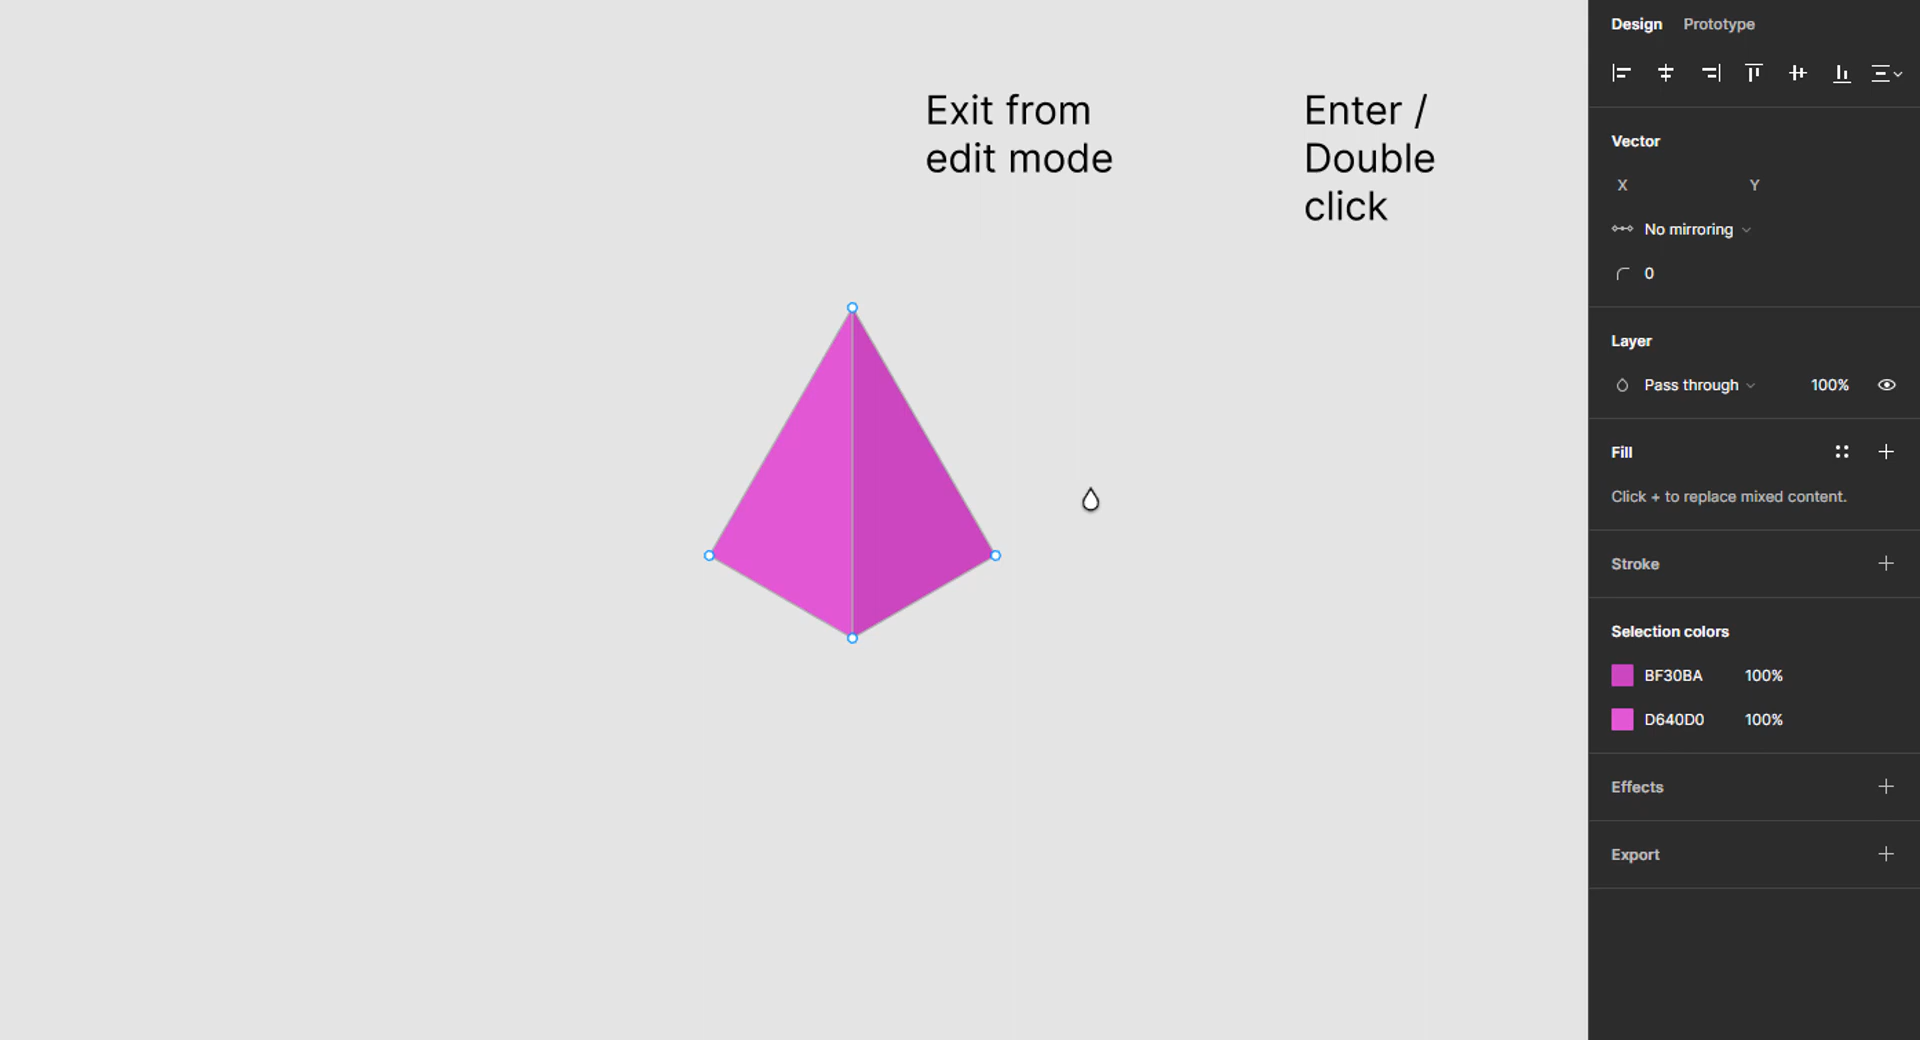 Exit from
edit mode
Enter /
Double
click
Design Prototype
Vector
X Y
No mirroring
0
Layer
Pass through 100%
Fill
Click + to replace mixed content.
Stroke
Selection colors
BF30BA 100%
D640D0 100%
Effects
Export